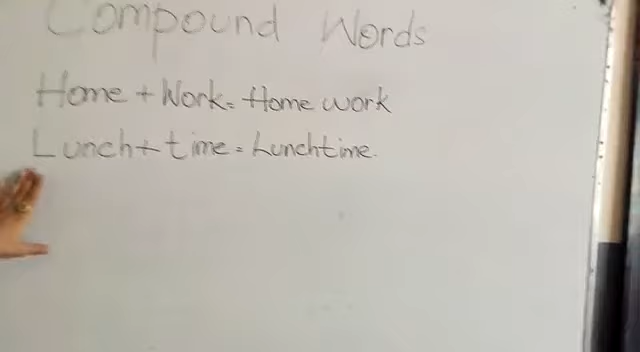 Compound Words
Home + Work = Home work
Lunch + time = Lunchtime.